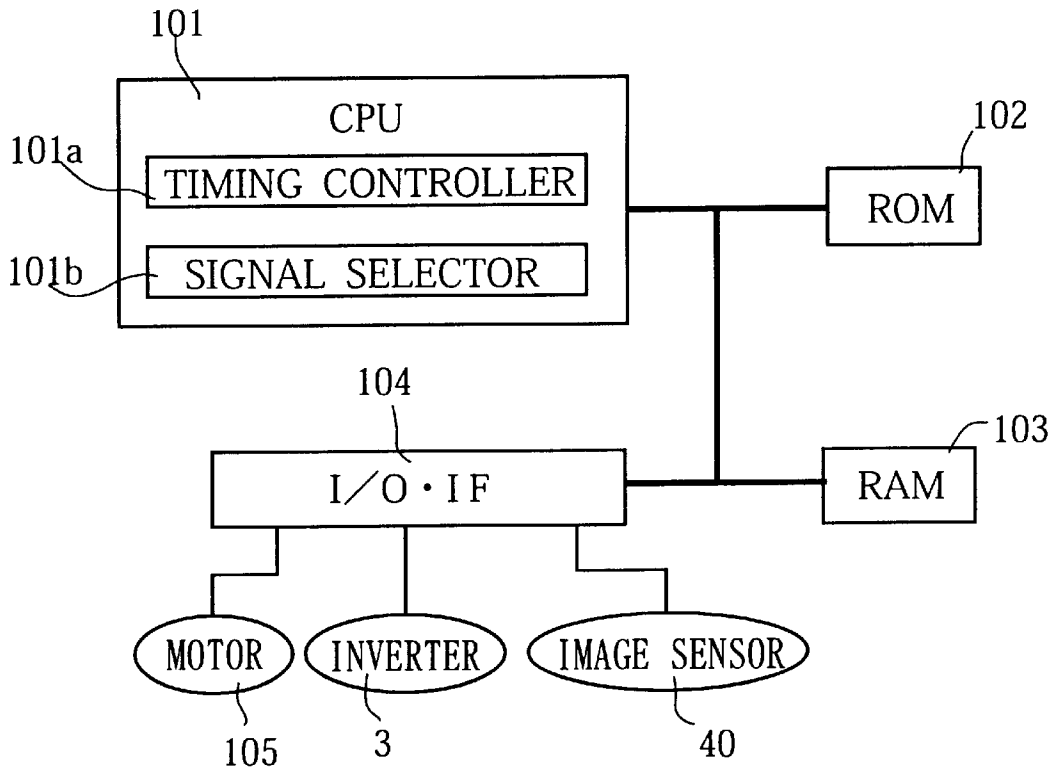 101
CPU
102
101a
TIMING CONTROLLER
ROM
101b
SIGNAL SELECTOR
104
103
I/O・IF
RAM
MOTOR
INVERTER
IMAGE SENSOR
105
3
40